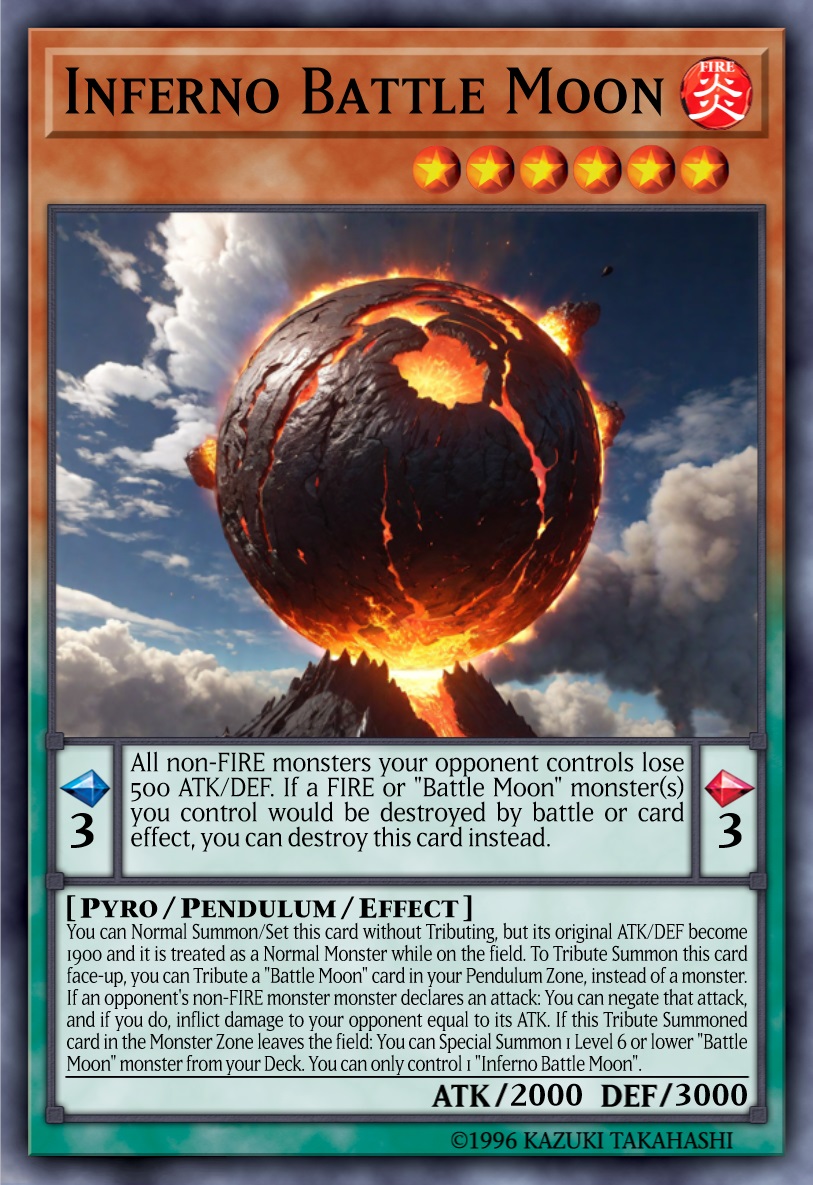 Inferno Battle Moon
FIRE
炎
All non-FIRE monsters your opponent controls lose
500 ATK/DEF. If a FIRE or "Battle Moon" monster(s)
you control would be destroyed by battle or card
effect, you can destroy this card instead.
3
3
[ Pyro / Pendulum / Effect ]
You can Normal Summon/Set this card without Tributing, but its original ATK/DEF become
1900 and it is treated as a Normal Monster while on the field. To Tribute Summon this card
face-up, you can Tribute a "Battle Moon" card in your Pendulum Zone, instead of a monster.
If an opponent's non-FIRE monster monster declares an attack: You can negate that attack,
and if you do, inflict damage to your opponent equal to its ATK. If this Tribute Summoned
card in the Monster Zone leaves the field: You can Special Summon 1 Level 6 or lower "Battle
Moon" monster from your Deck. You can only control 1 "Inferno Battle Moon".
ATK/2000 DEF/3000
©1996 KAZUKI TAKAHASHI